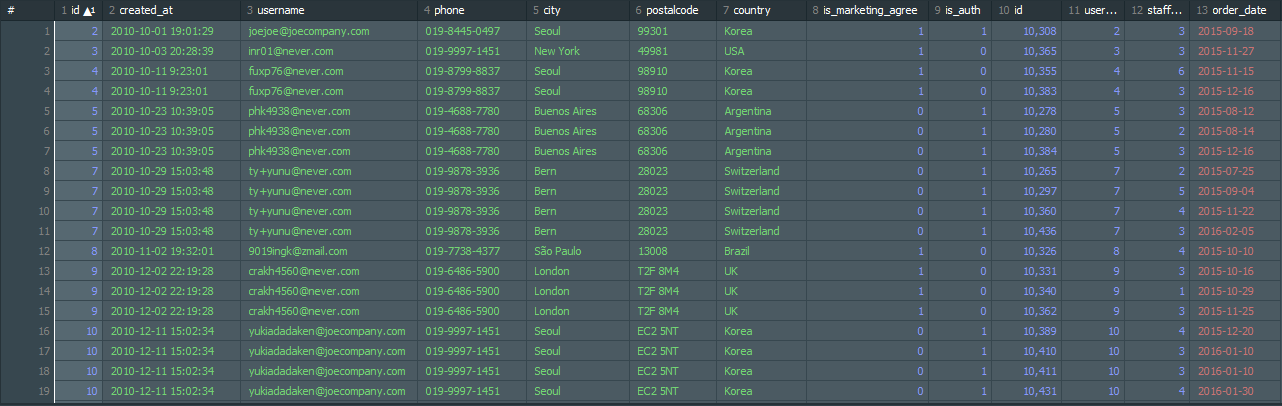 # 1 id ▲1 2 created_at 3 username 4 phone 5 city 6 postalcode 7 country 8 is_marketing_agree 9 is_auth 10 id 11 user... 12 staff... 13 order_date
1 2 2010-10-01 19:01:29 joejoe@joecompany.com 019-8445-0497 Seoul 99301 Korea 1 1 10,308 2 3 2015-09-18
2 3 2010-10-03 20:28:39 inr01@never.com 019-9997-1451 New York 49981 USA 1 0 10,365 3 3 2015-11-27
3 4 2010-10-11 9:23:01 fuxp76@never.com 019-8799-8837 Seoul 98910 Korea 1 0 10,355 4 6 2015-11-15
4 4 2010-10-11 9:23:01 fuxp76@never.com 019-8799-8837 Seoul 98910 Korea 1 0 10,383 4 3 2015-12-16
5 5 2010-10-23 10:39:05 phk4938@never.com 019-4688-7780 Buenos Aires 68306 Argentina 0 1 10,278 5 3 2015-08-12
6 5 2010-10-23 10:39:05 phk4938@never.com 019-4688-7780 Buenos Aires 68306 Argentina 0 1 10,280 5 2 2015-08-14
7 5 2010-10-23 10:39:05 phk4938@never.com 019-4688-7780 Buenos Aires 68306 Argentina 0 1 10,384 5 3 2015-12-16
8 7 2010-10-29 15:03:48 ty+yunu@never.com 019-9878-3936 Bern 28023 Switzerland 0 1 10,265 7 2 2015-07-25
9 7 2010-10-29 15:03:48 ty+yunu@never.com 019-9878-3936 Bern 28023 Switzerland 0 1 10,297 7 5 2015-09-04
10 7 2010-10-29 15:03:48 ty+yunu@never.com 019-9878-3936 Bern 28023 Switzerland 0 1 10,360 7 4 2015-11-22
11 7 2010-10-29 15:03:48 ty+yunu@never.com 019-9878-3936 Bern 28023 Switzerland 0 1 10,436 7 3 2016-02-05
12 8 2010-11-02 19:32:01 9019ingk@zmail.com 019-7738-4377 São Paulo 13008 Brazil 1 0 10,326 8 4 2015-10-10
13 9 2010-12-02 22:19:28 crakh4560@never.com 019-6486-5900 London T2F 8M4 UK 1 0 10,331 9 3 2015-10-16
14 9 2010-12-02 22:19:28 crakh4560@never.com 019-6486-5900 London T2F 8M4 UK 1 0 10,340 9 1 2015-10-29
15 9 2010-12-02 22:19:28 crakh4560@never.com 019-6486-5900 London T2F 8M4 UK 1 0 10,362 9 3 2015-11-25
16 10 2010-12-11 15:02:34 yukiadadaken@joecompany.com 019-9997-1451 Seoul EC2 5NT Korea 0 1 10,389 10 4 2015-12-20
17 10 2010-12-11 15:02:34 yukiadadaken@joecompany.com 019-9997-1451 Seoul EC2 5NT Korea 0 1 10,410 10 3 2016-01-10
18 10 2010-12-11 15:02:34 yukiadadaken@joecompany.com 019-9997-1451 Seoul EC2 5NT Korea 0 1 10,411 10 3 2016-01-10
19 10 2010-12-11 15:02:34 yukiadadaken@joecompany.com 019-9997-1451 Seoul EC2 5NT Korea 0 1 10,431 10 4 2016-01-30